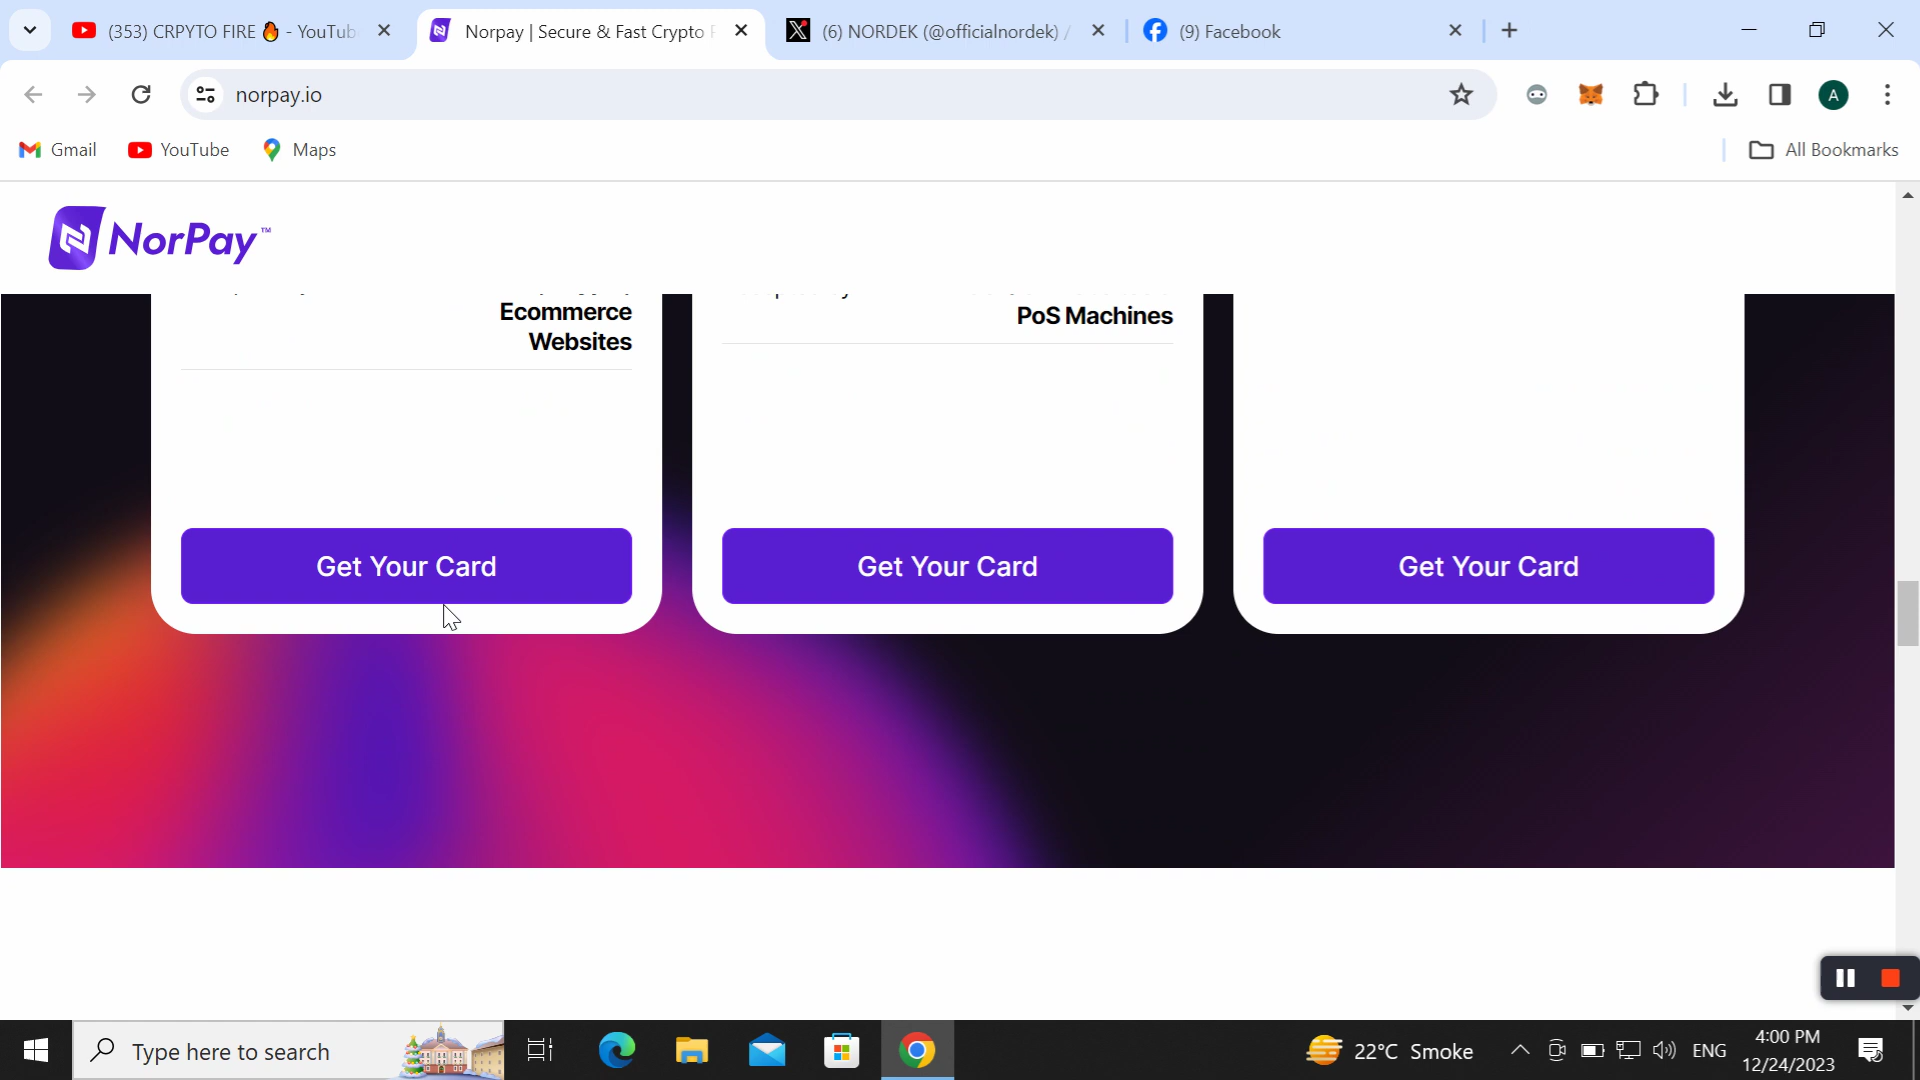 (353) CRPYTO FIRE 🔥 - YouTub
Norpay | Secure & Fast Crypto
(6) NORDEK (@officialnordek) /
(9) Facebook
norpay.io
A
Gmail
YouTube
Maps
All Bookmarks
NorPay™
Ecommerce
Websites
PoS Machines
Get Your Card
Get Your Card
Get Your Card
Type here to search
22°C Smoke
ENG
4:00 PM
12/24/2023